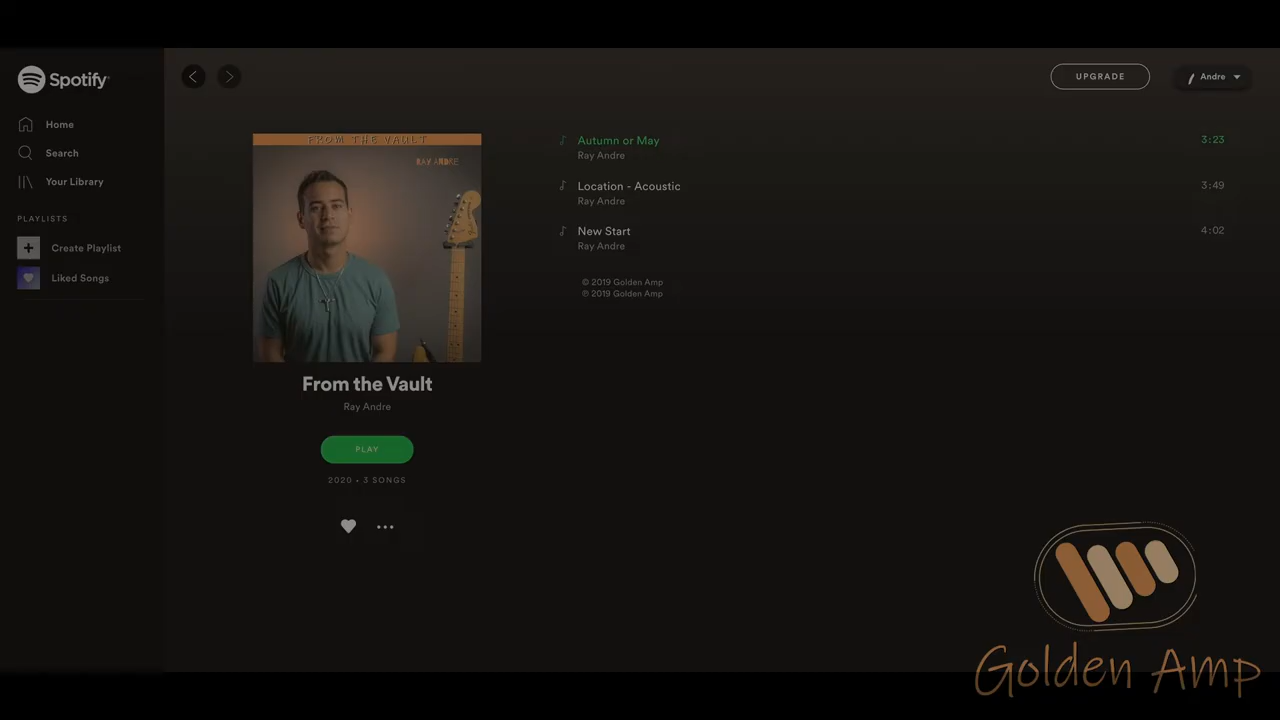 Spotify
Home
Search
Your Library
PLAYLISTS
Create Playlist
Liked Songs
UPGRADE
Andre
FROM THE VAULT
RAY ANDRE
From the Vault
Ray Andre
PLAY
2020 • 3 SONGS
Autumn or May
3:23
Ray Andre
Location - Acoustic
3:49
Ray Andre
New Start
4:02
Ray Andre
© 2019 Golden Amp
℗ 2019 Golden Amp
Golden Amp